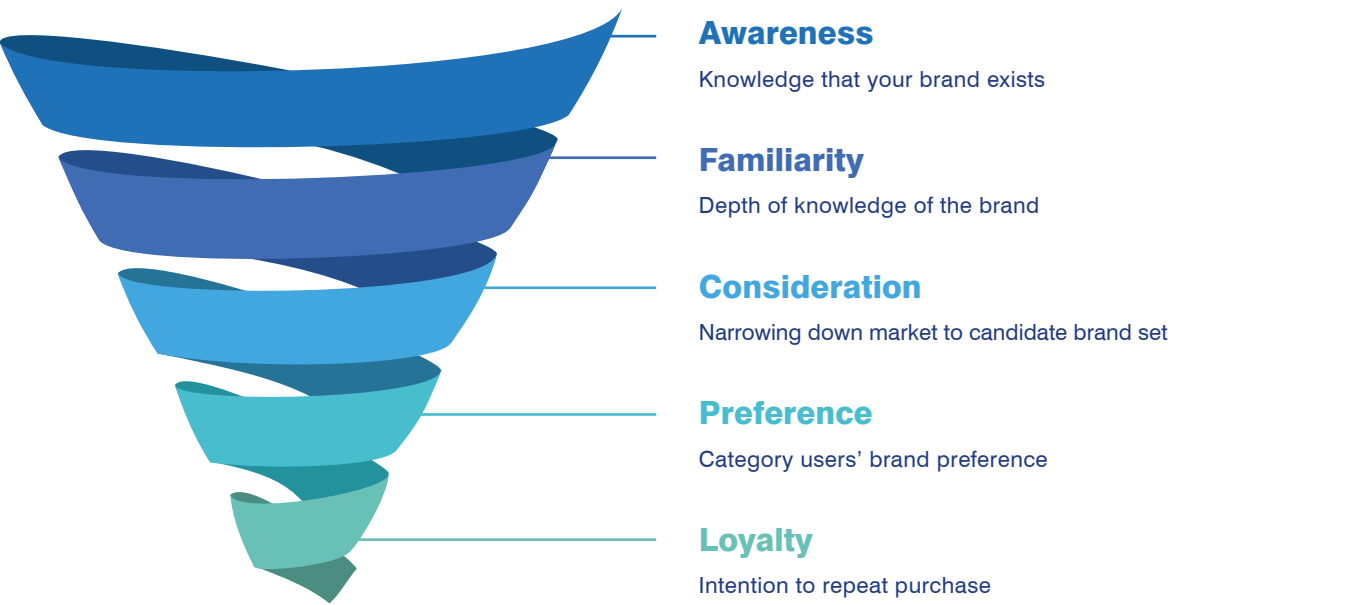 Awareness
Knowledge that your brand exists
Familiarity
Depth of knowledge of the brand
Consideration
Narrowing down market to candidate brand set
Preference
Category users’ brand preference
Loyalty
Intention to repeat purchase